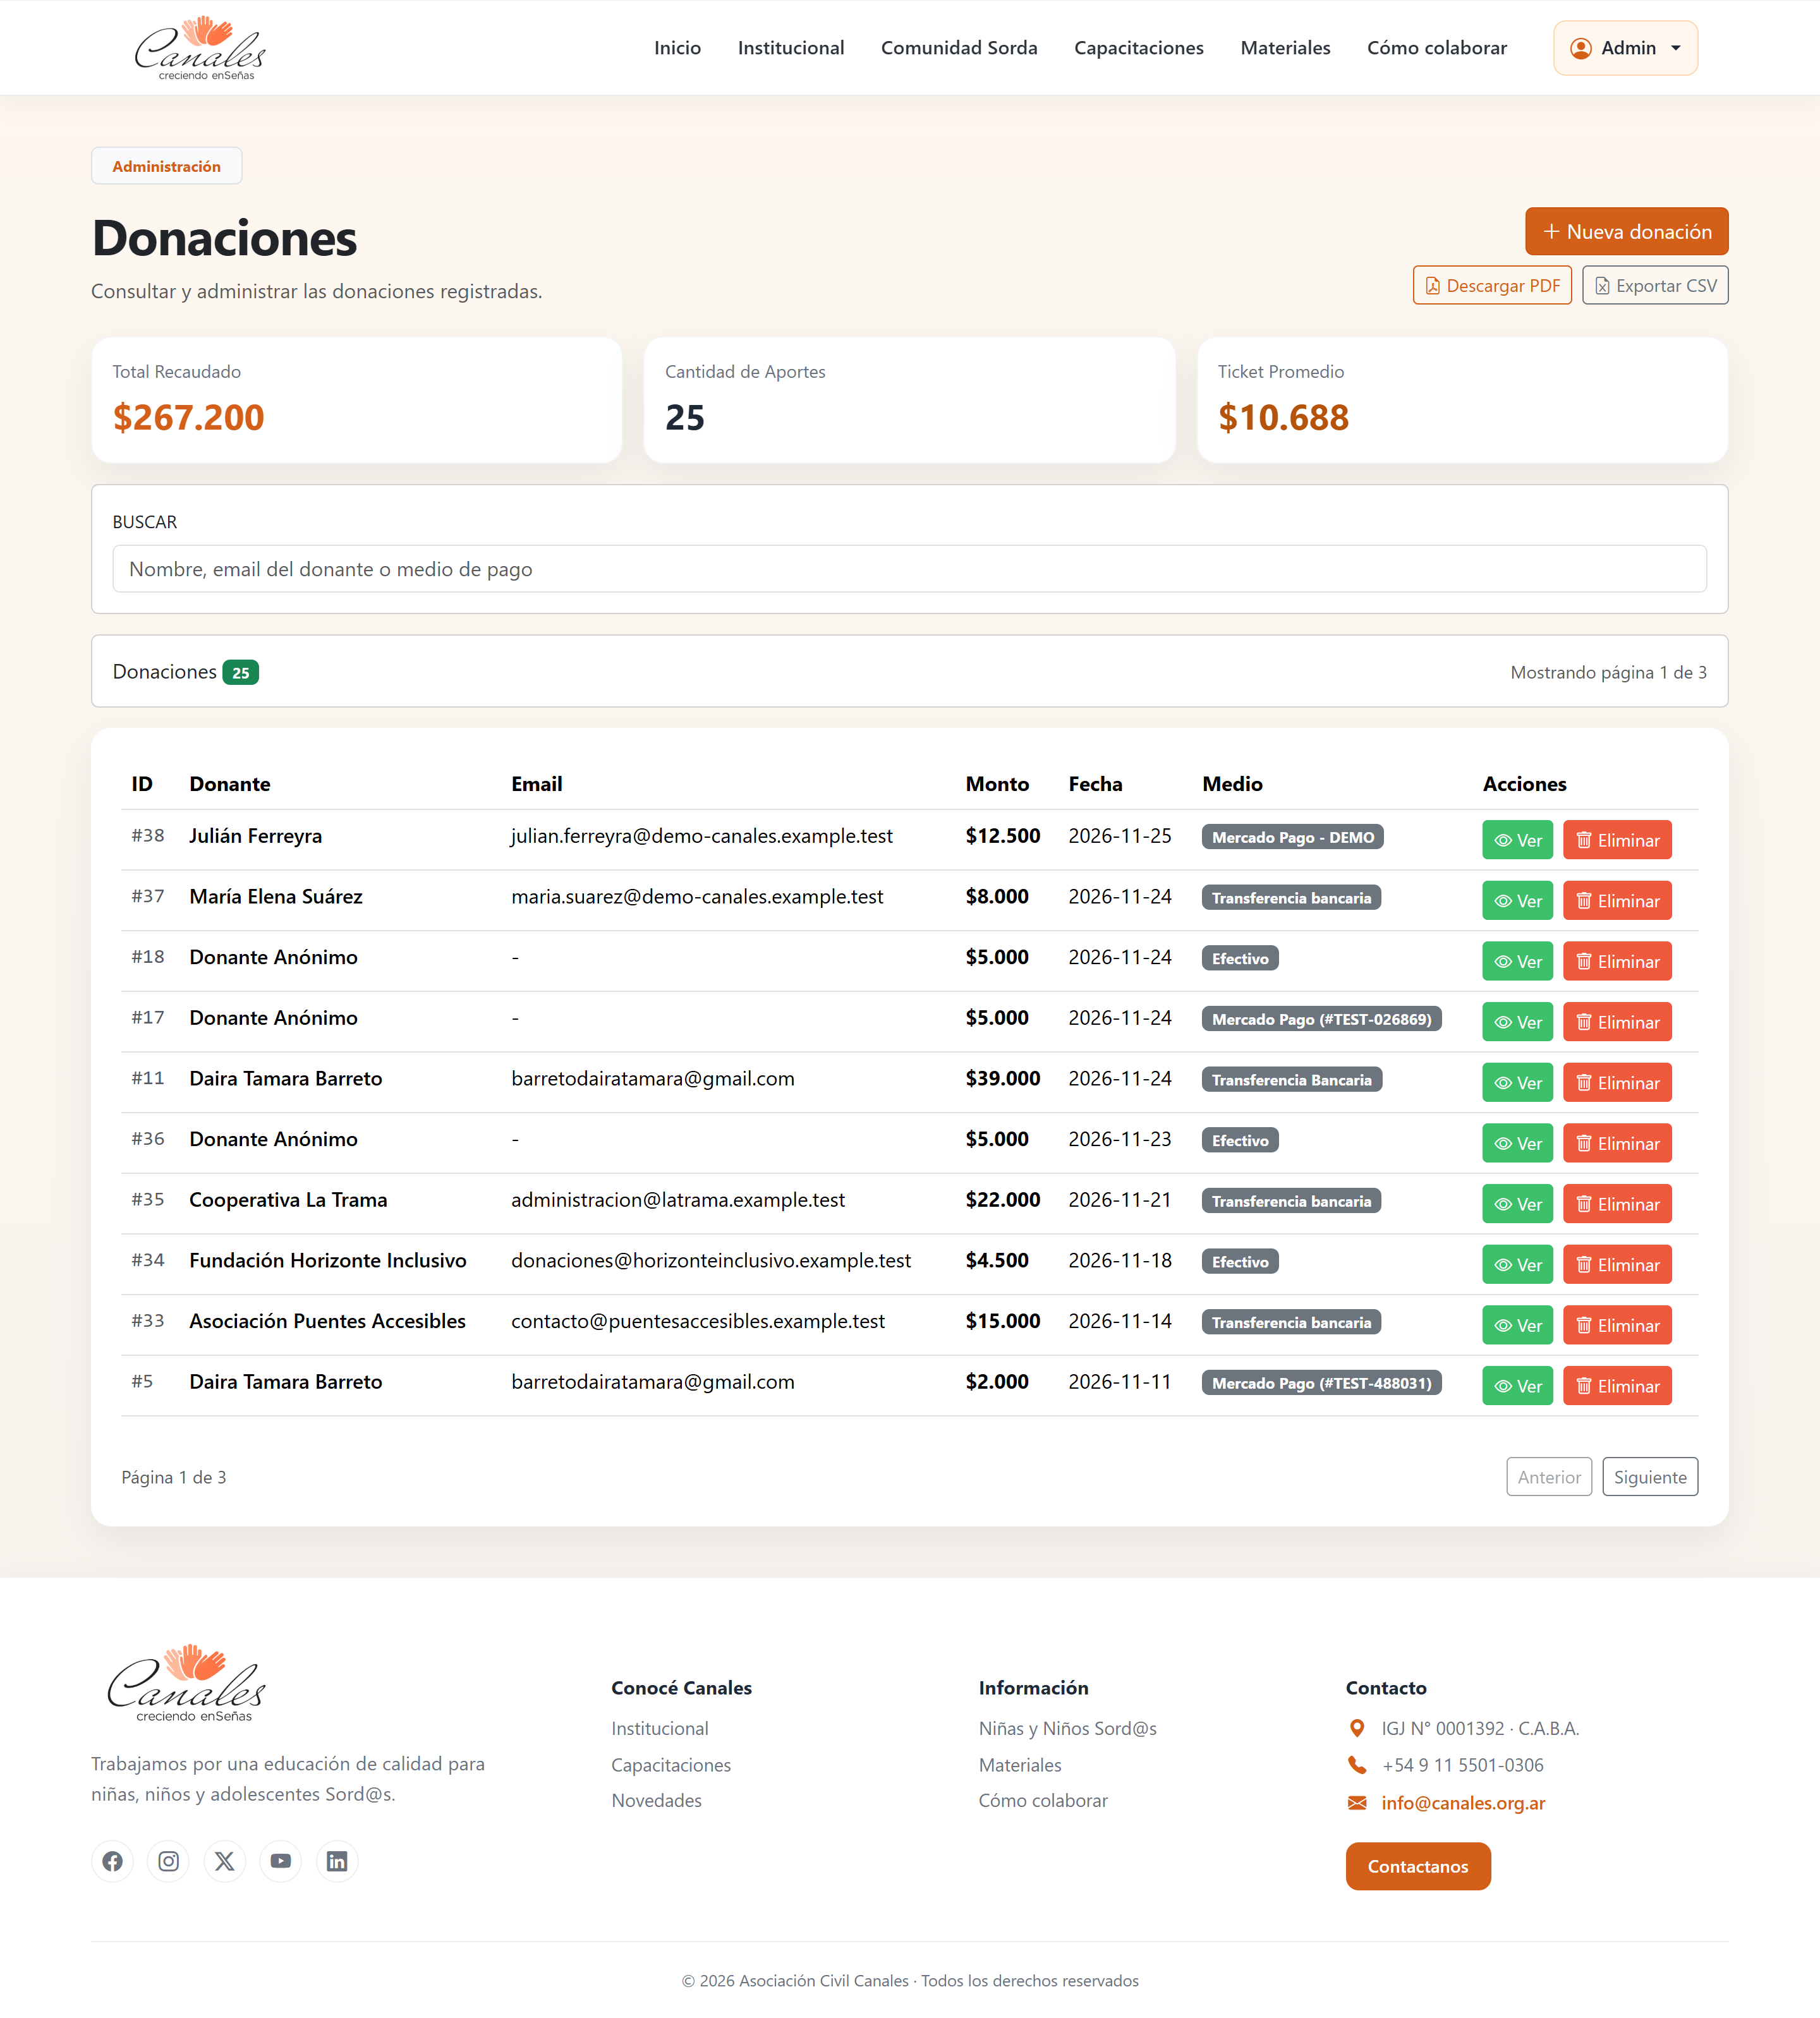 Canales
creciendo enSeñas
Inicio Institucional Comunidad Sorda Capacitaciones Materiales Cómo colaborar Admin
Administración
Donaciones
Consultar y administrar las donaciones registradas.
+ Nueva donación
Descargar PDF Exportar CSV
Total Recaudado
$267.200
Cantidad de Aportes
25
Ticket Promedio
$10.688
BUSCAR
Nombre, email del donante o medio de pago
Donaciones 25 Mostrando página 1 de 3
ID Donante Email Monto Fecha Medio Acciones
#38 Julián Ferreyra julian.ferreyra@demo-canales.example.test $12.500 2026-11-25 Mercado Pago - DEMO Ver Eliminar
#37 María Elena Suárez maria.suarez@demo-canales.example.test $8.000 2026-11-24 Transferencia bancaria Ver Eliminar
#18 Donante Anónimo - $5.000 2026-11-24 Efectivo Ver Eliminar
#17 Donante Anónimo - $5.000 2026-11-24 Mercado Pago (#TEST-026869) Ver Eliminar
#11 Daira Tamara Barreto barretodairatamara@gmail.com $39.000 2026-11-24 Transferencia Bancaria Ver Eliminar
#36 Donante Anónimo - $5.000 2026-11-23 Efectivo Ver Eliminar
#35 Cooperativa La Trama administracion@latrama.example.test $22.000 2026-11-21 Transferencia bancaria Ver Eliminar
#34 Fundación Horizonte Inclusivo donaciones@horizonteinclusivo.example.test $4.500 2026-11-18 Efectivo Ver Eliminar
#33 Asociación Puentes Accesibles contacto@puentesaccesibles.example.test $15.000 2026-11-14 Transferencia bancaria Ver Eliminar
#5 Daira Tamara Barreto barretodairatamara@gmail.com $2.000 2026-11-11 Mercado Pago (#TEST-488031) Ver Eliminar
Página 1 de 3 Anterior Siguiente
Canales
creciendo enSeñas
Trabajamos por una educación de calidad para
niñas, niños y adolescentes Sord@s.
Conocé Canales
Institucional
Capacitaciones
Novedades
Información
Niñas y Niños Sord@s
Materiales
Cómo colaborar
Contacto
IGJ N° 0001392 · C.A.B.A.
+54 9 11 5501-0306
info@canales.org.ar
Contactanos
© 2026 Asociación Civil Canales · Todos los derechos reservados